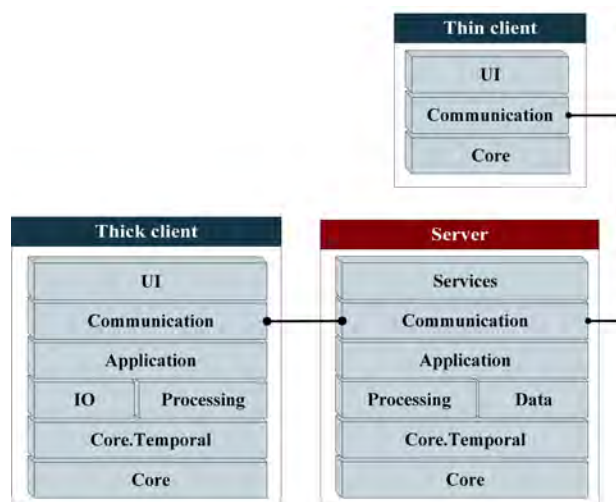 Thin client
UI
Communication
Core
Thick client
UI
Communication
Application
IO Processing
Core.Temporal
Core
Server
Services
Communication
Application
Processing Data
Core.Temporal
Core